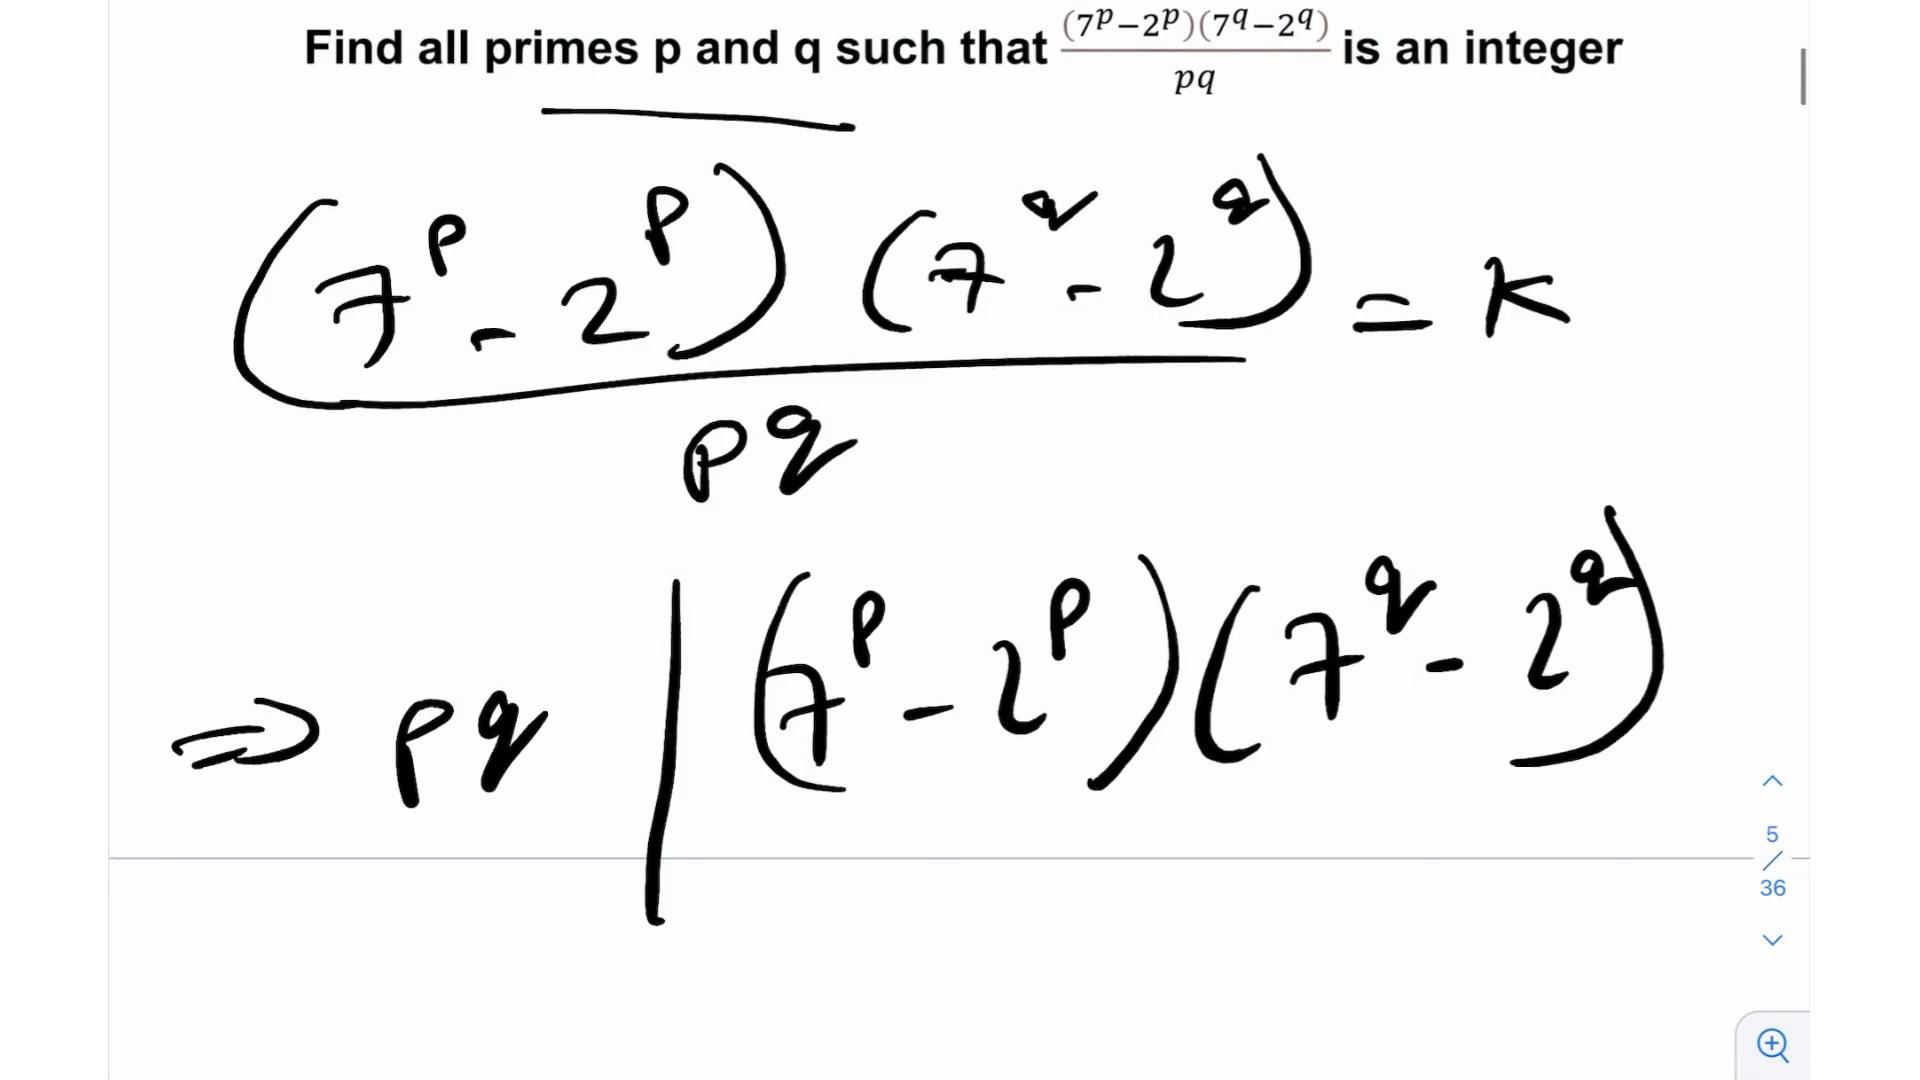 Find all primes p and q such that (7^p−2^p)(7^q−2^q)/pq is an integer
(7^p - 2^p)(7^q - 2^q)/pq = k
⇒ pq | (7^p - 2^p)(7^q - 2^q)
5
/
36